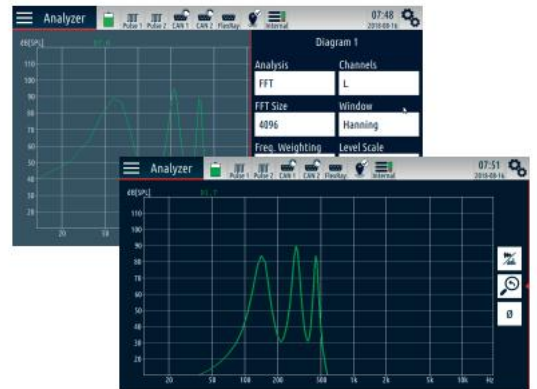 Analyzer
Pulse 1 Pulse 2 CAN 1 CAN 2 FlexRay Internal
07:48
2018-08-16
dB[SPL]
Diagram 1
Analysis Channels
FFT L
FFT Size Window
4096 Hanning
Freq. Weighting Level Scale
110
100
90
80
70
60
50
40
30
20
20
50
Analyzer
Pulse 1 Pulse 2 CAN 1 CAN 2 FlexRay Internal
07:51
2018-08-16
dB[SPL]
110
100
90
80
70
60
50
40
30
20
ø
20 50 100 200 500 1k 2k 5k 10k Hz